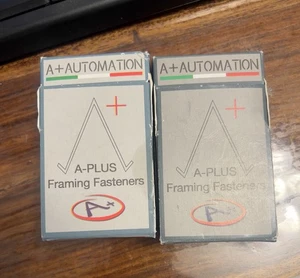 A+AUTOMATION
A+
A-PLUS
Framing Fasteners
A+
A+AUTOMATION
A+
A-PLUS
Framing Fasteners
A+